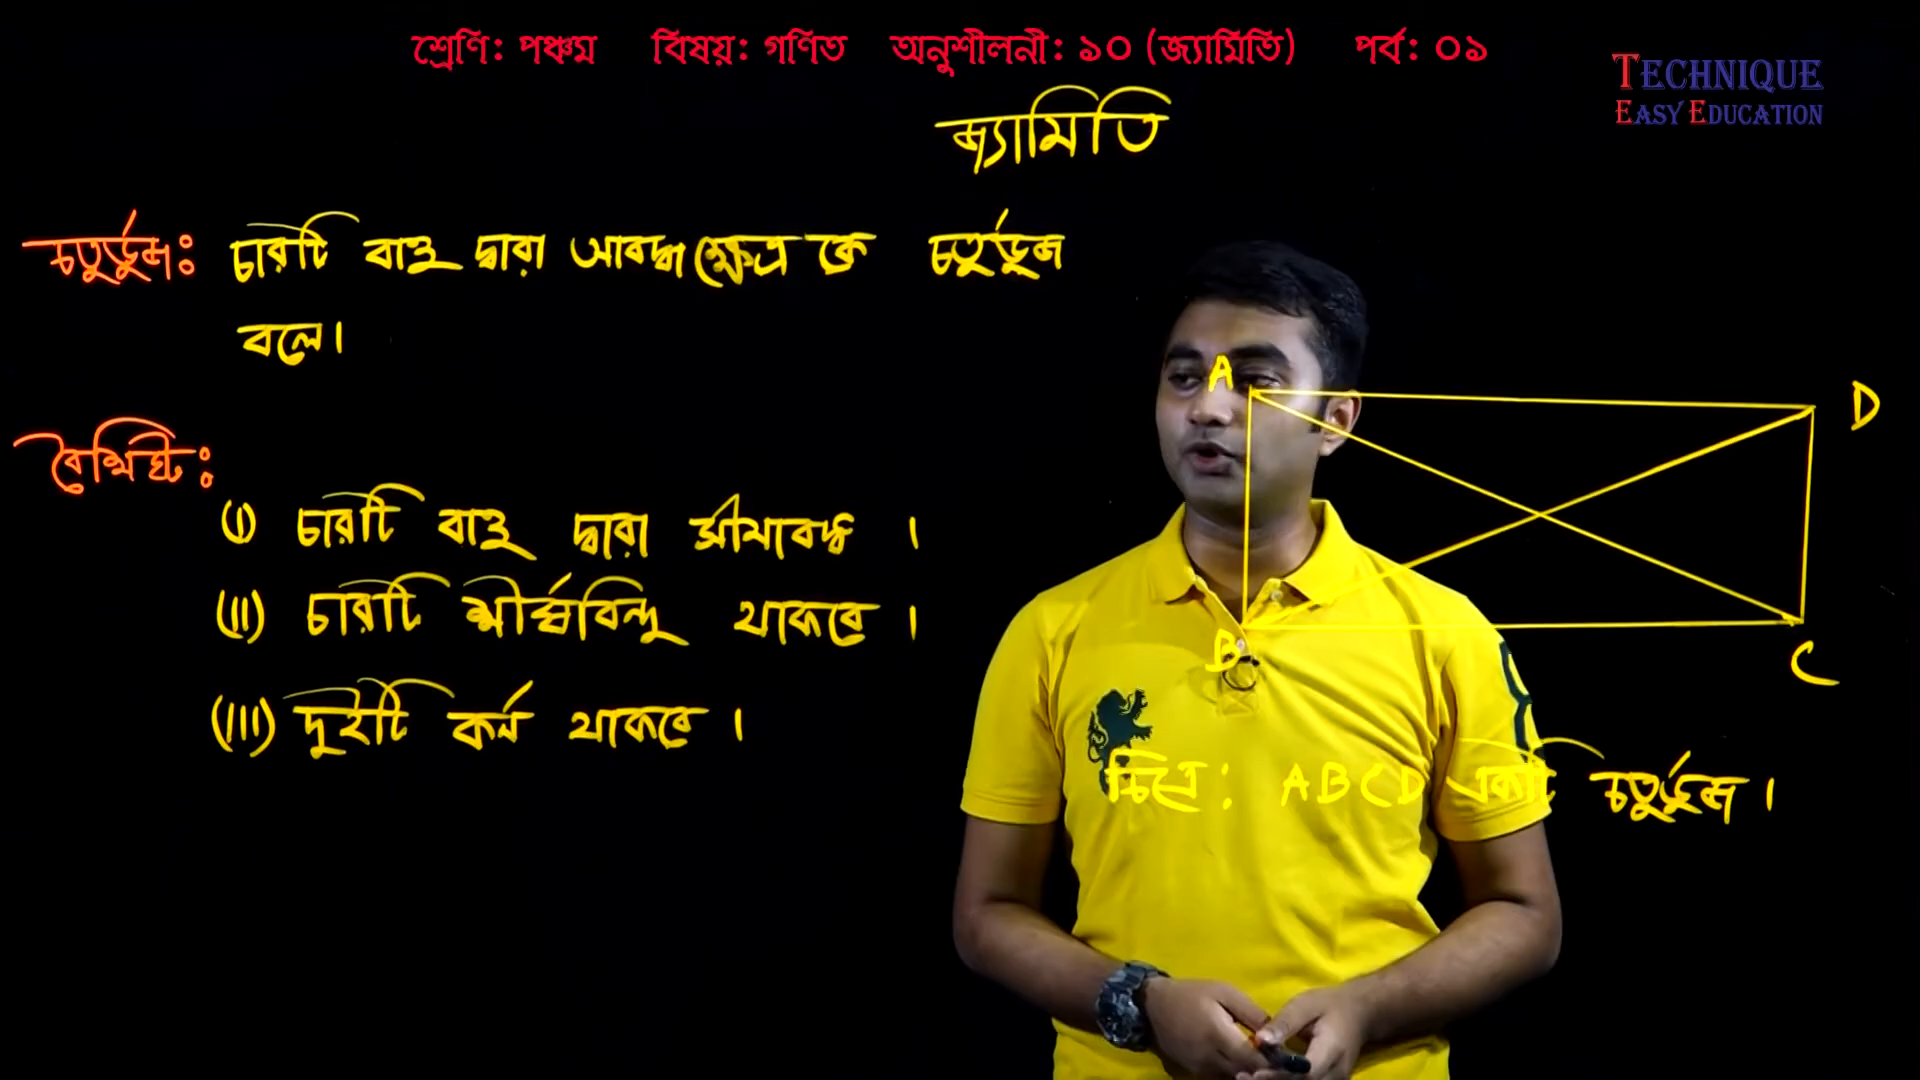 শ্রেণি: পঞ্চম বিষয়: গণিত অনুশীলনী: ১০ (জ্যামিতি) পর্ব: ০১
TECHNIQUE
EASY EDUCATION
জ্যামিতি
চতুর্ভুজঃ চারটি বাহু দ্বারা আবদ্ধ ক্ষেত্র কে চতুর্ভুজ
বলে।
বৈশিষ্টঃ
(I) চারটি বাহু দ্বারা সীমাবদ্ধ ।
(II) চারটি শীর্ষবিন্দু থাকবে ।
(III) দুইটি কর্ন থাকবে ।
A
D
B
C
চিত্রে: ABCD একটি চতুর্ভুজ ।